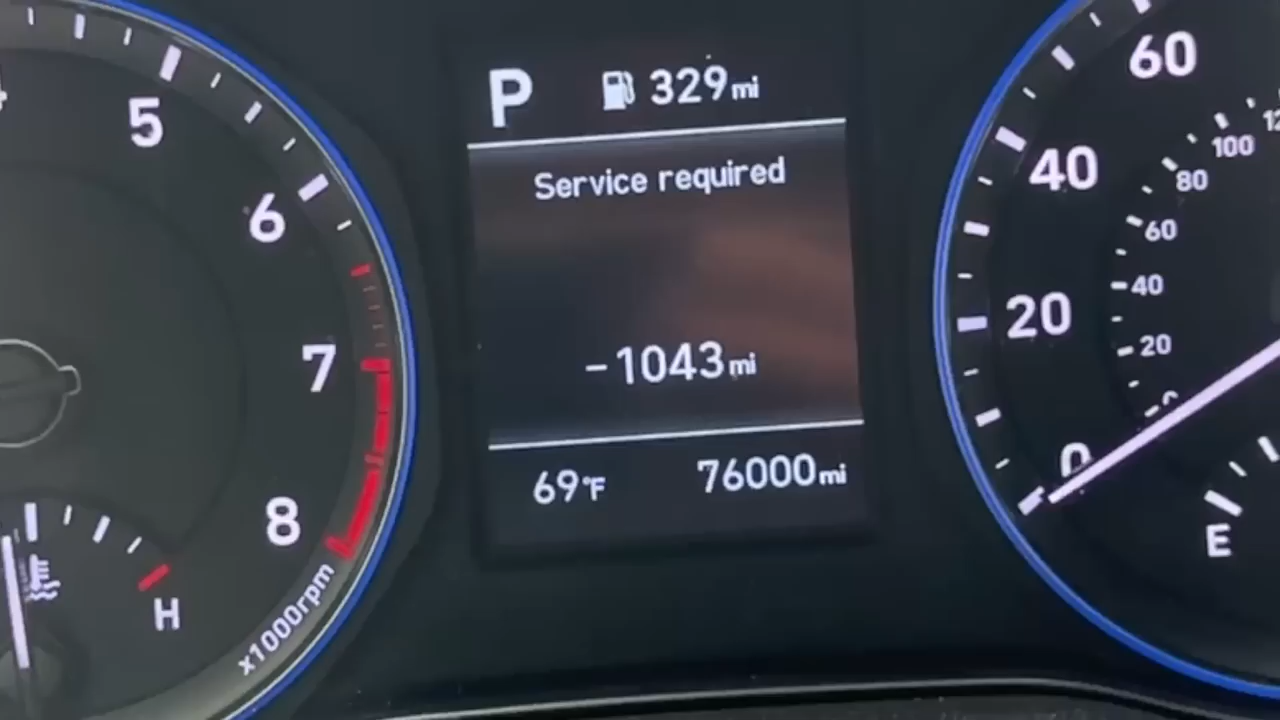 P 329mi
Service required
-1043mi
69°F 76000mi
5
6
7
8
x1000rpm
H
60
40
20
0
100
80
60
40
20
E